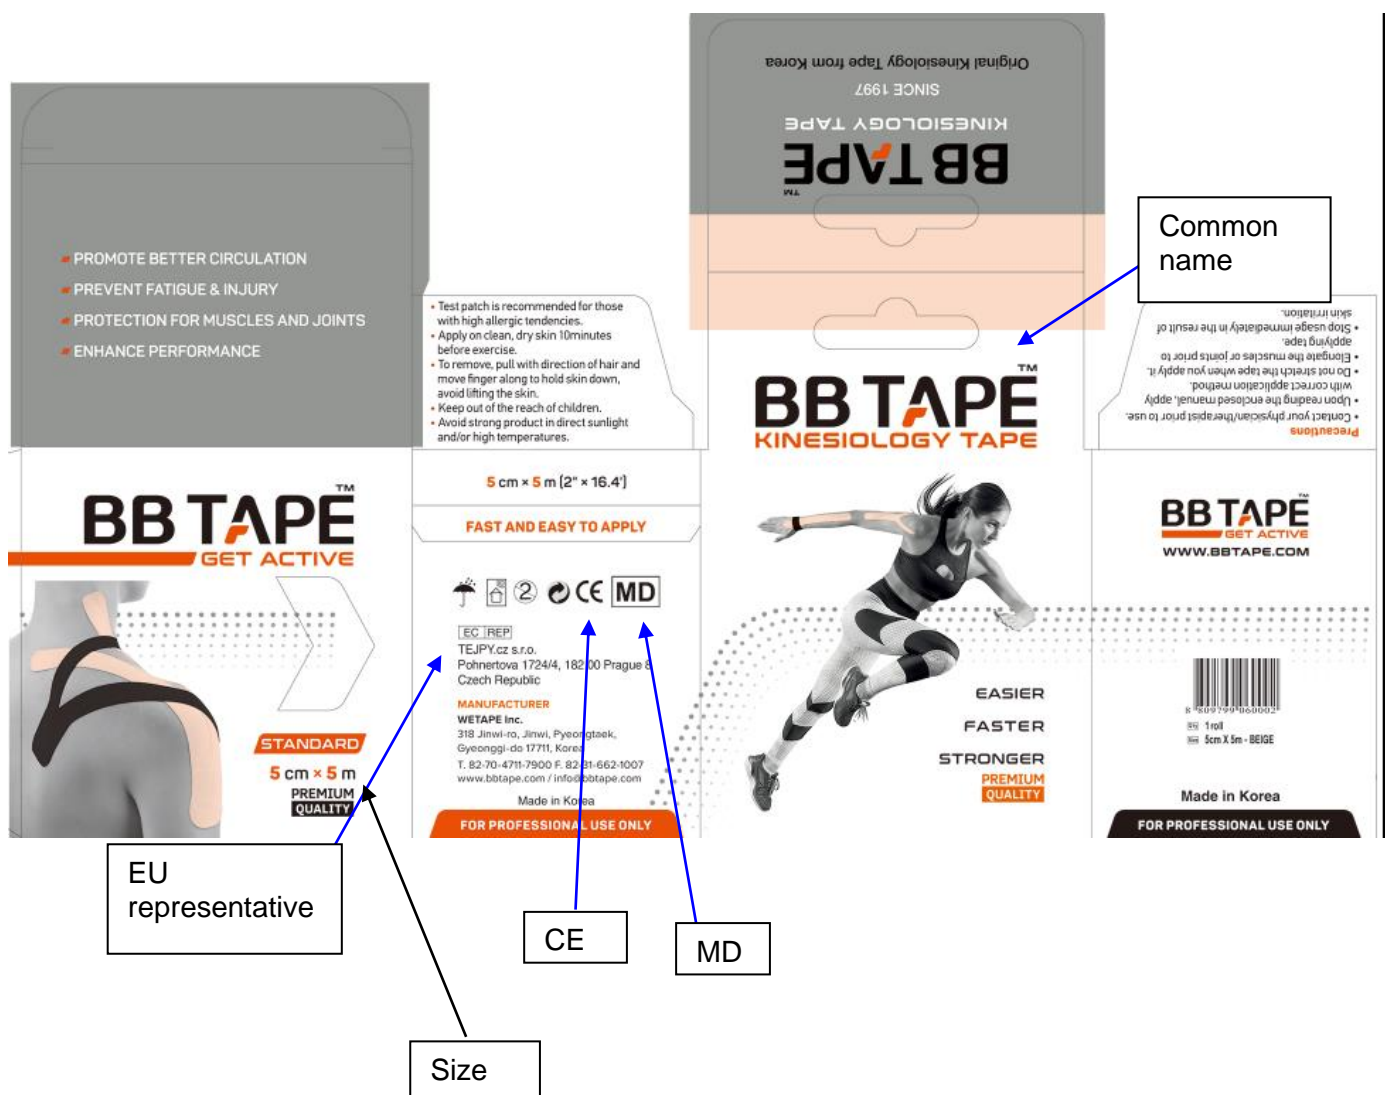 Original Kinesiology Tape from Korea
SINCE 1997
KINESIOLOGY TAPE
BB TAPE
TM
PROMOTE BETTER CIRCULATION
PREVENT FATIGUE & INJURY
PROTECTION FOR MUSCLES AND JOINTS
ENHANCE PERFORMANCE
• Test patch is recommended for those
with high allergic tendencies.
• Apply on clean, dry skin 10minutes
before exercise.
• To remove, pull with direction of hair and
move finger along to hold skin down,
avoid lifting the skin.
• Keep out of the reach of children.
• Avoid strong product in direct sunlight
and/or high temperatures.
Common
name
Precautions
• Contact your physician/therapist prior to use.
• Upon reading the enclosed manual, apply
with correct application method.
• Do not stretch the tape when you apply it.
• Elongate the muscles or joints prior to
applying tape.
• Stop usage immediately in the result of
skin irritation.
TM
BB TAPE
GET ACTIVE
STANDARD
5 cm × 5 m
PREMIUM
QUALITY
5 cm × 5 m (2" × 16.4')
FAST AND EASY TO APPLY
2
CE
MD
EC REP
TEJPY.cz s.r.o.
Pohnertova 1724/4, 182 00 Prague 8
Czech Republic
MANUFACTURER
WETAPE Inc.
318 Jinwi-ro, Jinwi, Pyeongtaek,
Gyeonggi-do 17711, Korea
T. 82-70-4711-7900 F. 82-31-662-1007
www.bbtape.com / info@bbtape.com
Made in Korea
FOR PROFESSIONAL USE ONLY
TM
BB TAPE
KINESIOLOGY TAPE
EASIER
FASTER
STRONGER
PREMIUM
QUALITY
TM
BB TAPE
GET ACTIVE
WWW.BBTAPE.COM
8 809799 060002
1 roll
5cm X 5m - BEIGE
Made in Korea
FOR PROFESSIONAL USE ONLY
EU
representative
CE
MD
Size